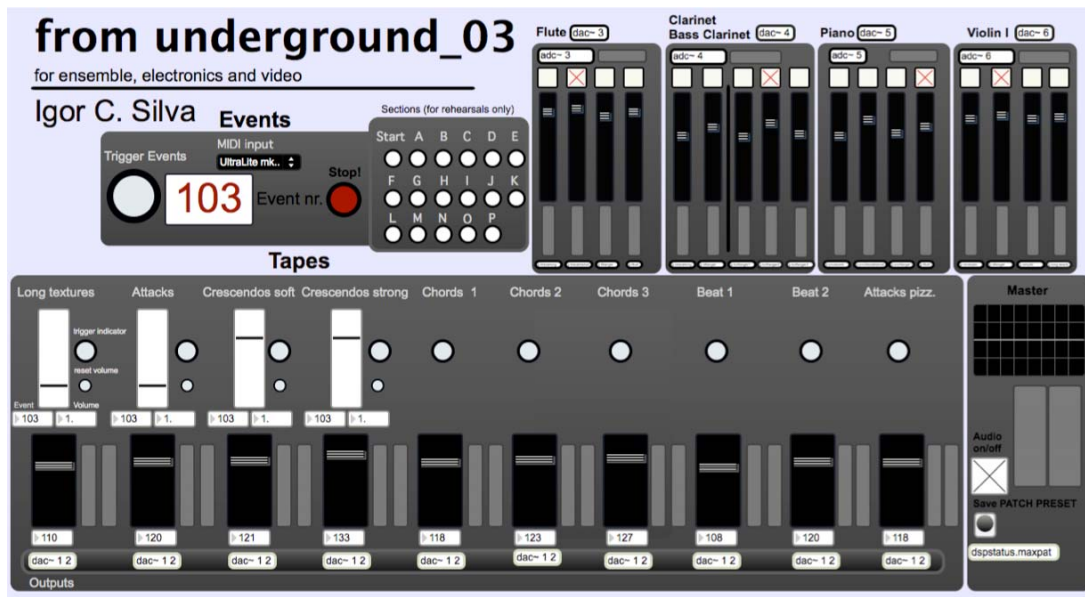 from underground_03
for ensemble, electronics and video
Igor C. Silva
Events
Trigger Events
MIDI input
UltraLite mk..
103
Event nr.
Stop!
Sections (for rehearsals only)
Start A B C D E
F G H I J K
L M N O P
Flute dac~ 3
adc~ 3
Clarinet
Bass Clarinet dac~ 4
adc~ 4
Piano dac~ 5
adc~ 5
Violin I dac~ 6
adc~ 6
Tapes
Long textures Attacks Crescendos soft Crescendos strong Chords 1 Chords 2 Chords 3 Beat 1 Beat 2 Attacks pizz.
trigger indicator
reset volume
Event Volume
103 1. 103 1. 103 1. 103 1.
110 120 121 133 118 123 127 108 120 118
dac~ 1 2 dac~ 1 2 dac~ 1 2 dac~ 1 2 dac~ 1 2 dac~ 1 2 dac~ 1 2 dac~ 1 2 dac~ 1 2 dac~ 1 2
Outputs
Master
Audio
on/off
Save PATCH PRESET
dspstatus.maxpat